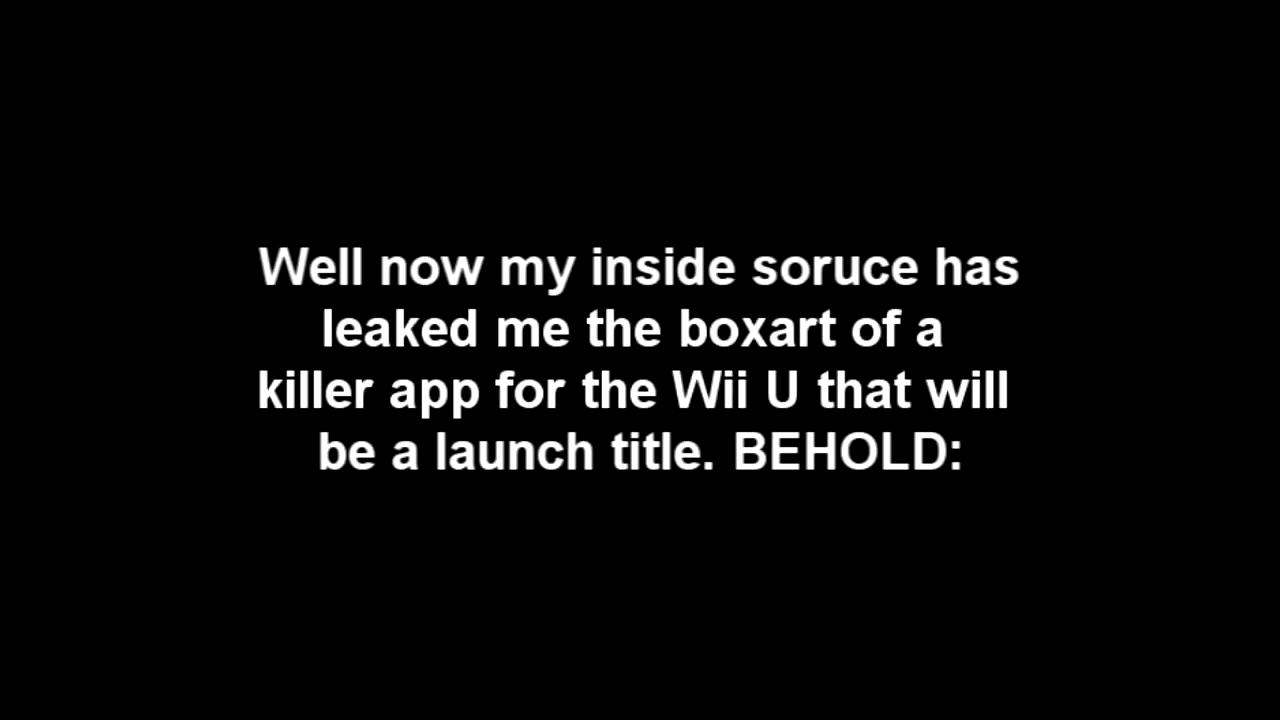 Well now my inside soruce has
leaked me the boxart of a
killer app for the Wii U that will
be a launch title. BEHOLD: